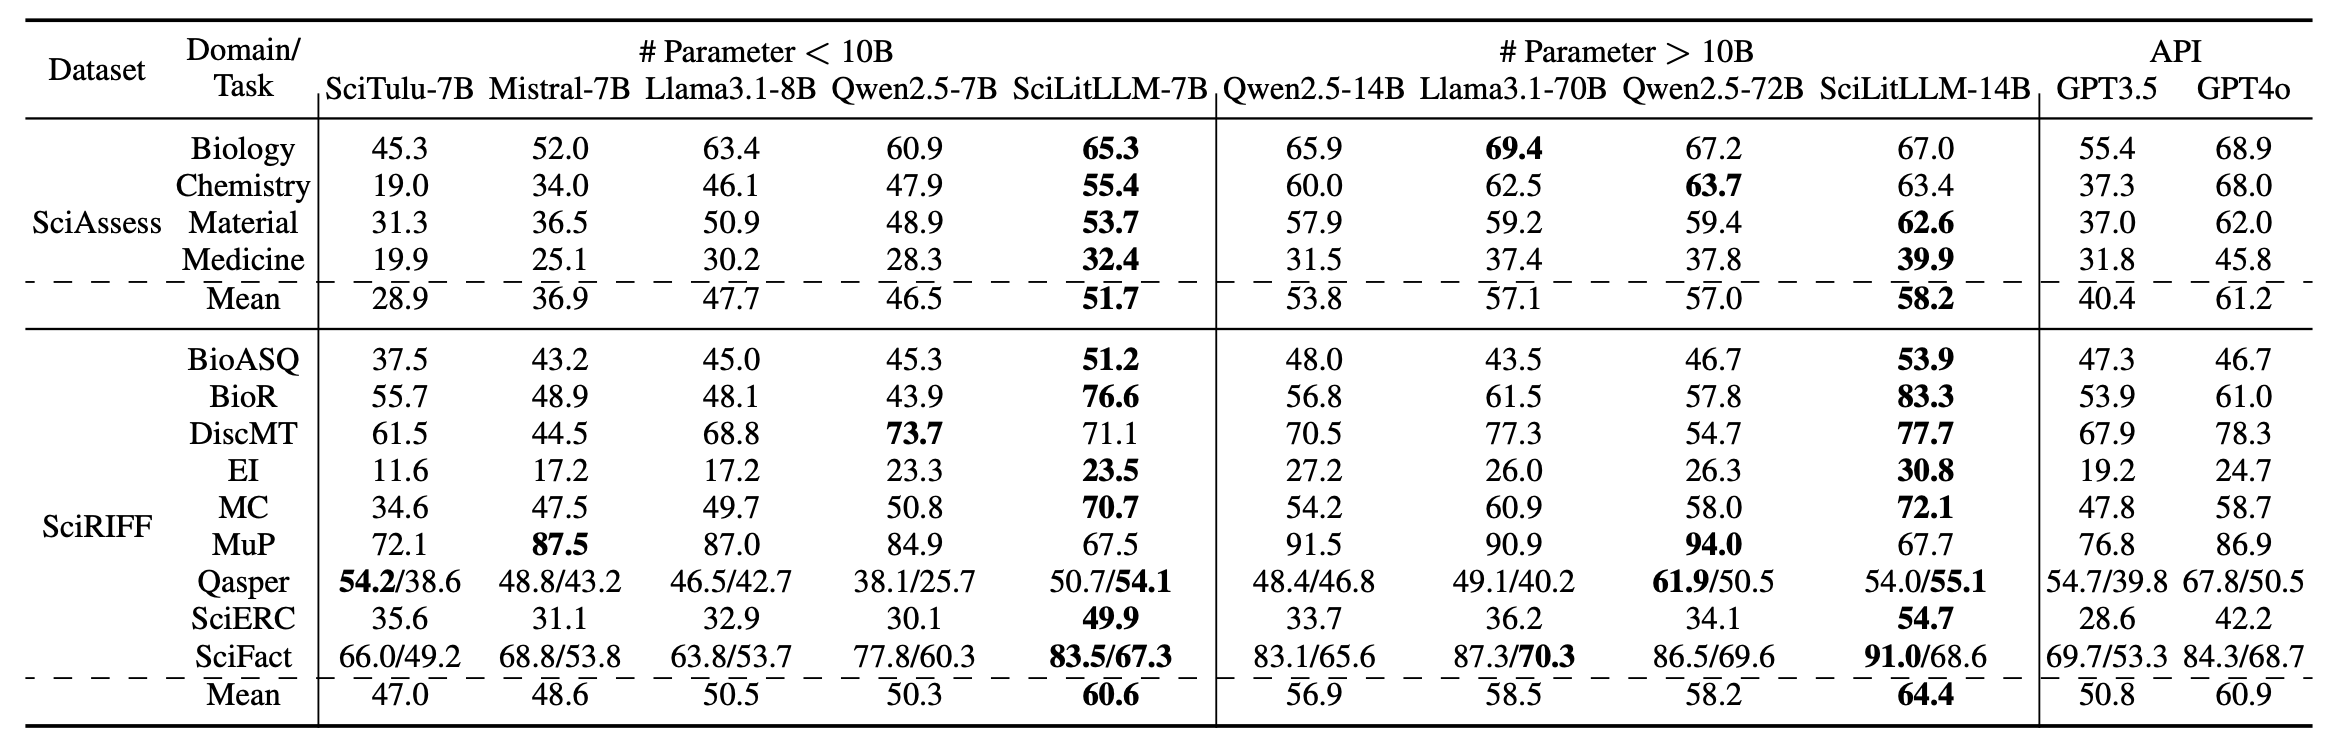 Dataset Domain/ Task # Parameter < 10B # Parameter > 10B API
SciTulu-7B Mistral-7B Llama3.1-8B Qwen2.5-7B SciLitLLM-7B Qwen2.5-14B Llama3.1-70B Qwen2.5-72B SciLitLLM-14B GPT3.5 GPT4o
SciAssess
Biology 45.3 52.0 63.4 60.9 65.3 65.9 69.4 67.2 67.0 55.4 68.9
Chemistry 19.0 34.0 46.1 47.9 55.4 60.0 62.5 63.7 63.4 37.3 68.0
Material 31.3 36.5 50.9 48.9 53.7 57.9 59.2 59.4 62.6 37.0 62.0
Medicine 19.9 25.1 30.2 28.3 32.4 31.5 37.4 37.8 39.9 31.8 45.8
Mean 28.9 36.9 47.7 46.5 51.7 53.8 57.1 57.0 58.2 40.4 61.2
SciRIFF
BioASQ 37.5 43.2 45.0 45.3 51.2 48.0 43.5 46.7 53.9 47.3 46.7
BioR 55.7 48.9 48.1 43.9 76.6 56.8 61.5 57.8 83.3 53.9 61.0
DiscMT 61.5 44.5 68.8 73.7 71.1 70.5 77.3 54.7 77.7 67.9 78.3
EI 11.6 17.2 17.2 23.3 23.5 27.2 26.0 26.3 30.8 19.2 24.7
MC 34.6 47.5 49.7 50.8 70.7 54.2 60.9 58.0 72.1 47.8 58.7
MuP 72.1 87.5 87.0 84.9 67.5 91.5 90.9 94.0 67.7 76.8 86.9
Qasper 54.2/38.6 48.8/43.2 46.5/42.7 38.1/25.7 50.7/54.1 48.4/46.8 49.1/40.2 61.9/50.5 54.0/55.1 54.7/39.8 67.8/50.5
SciERC 35.6 31.1 32.9 30.1 49.9 33.7 36.2 34.1 54.7 28.6 42.2
SciFact 66.0/49.2 68.8/53.8 63.8/53.7 77.8/60.3 83.5/67.3 83.1/65.6 87.3/70.3 86.5/69.6 91.0/68.6 69.7/53.3 84.3/68.7
Mean 47.0 48.6 50.5 50.3 60.6 56.9 58.5 58.2 64.4 50.8 60.9